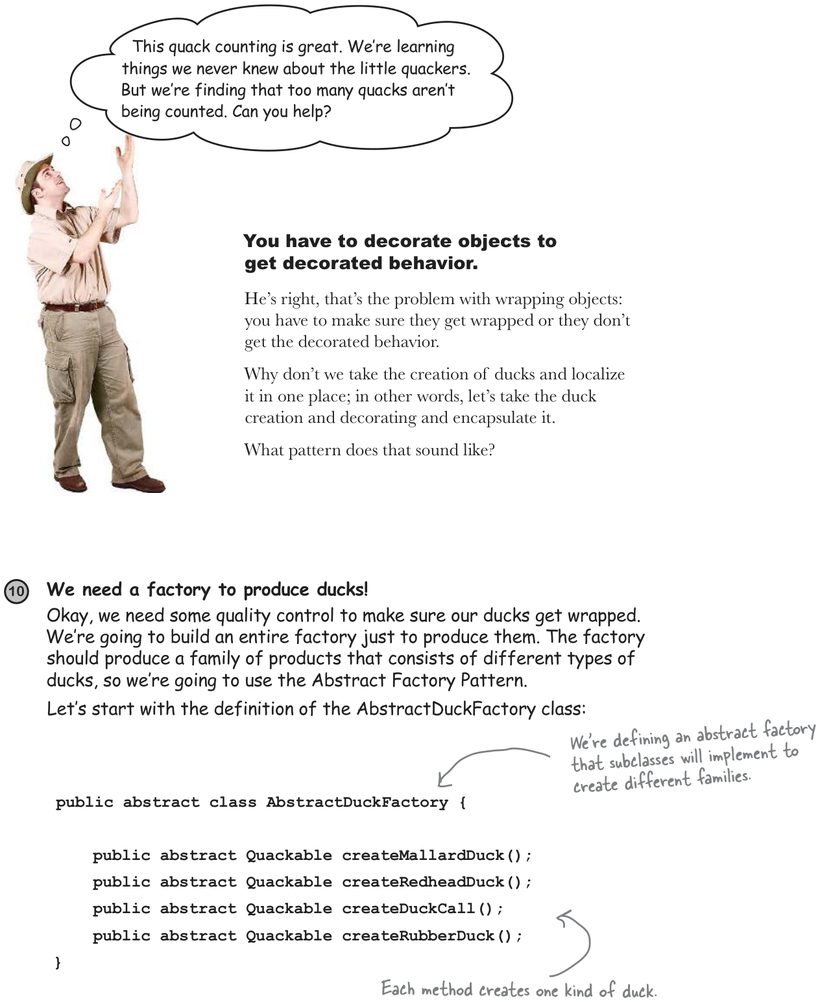 This quack counting is great. We're learning
things we never knew about the little quackers.
But we're finding that too many quacks aren't
being counted. Can you help?
You have to decorate objects to
get decorated behavior.
He's right, that's the problem with wrapping objects:
you have to make sure they get wrapped or they don't
get the decorated behavior.
Why don't we take the creation of ducks and localize
it in one place; in other words, let's take the duck
creation and decorating and encapsulate it.
What pattern does that sound like?
10 We need a factory to produce ducks!
Okay, we need some quality control to make sure our ducks get wrapped.
We're going to build an entire factory just to produce them. The factory
should produce a family of products that consists of different types of
ducks, so we're going to use the Abstract Factory Pattern.
Let's start with the definition of the AbstractDuckFactory class:
We're defining an abstract factory
that subclasses will implement to
create different families.
public abstract class AbstractDuckFactory {
public abstract Quackable createMallardDuck();
public abstract Quackable createRedheadDuck();
public abstract Quackable createDuckCall();
public abstract Quackable createRubberDuck();
}
Each method creates one kind of duck.